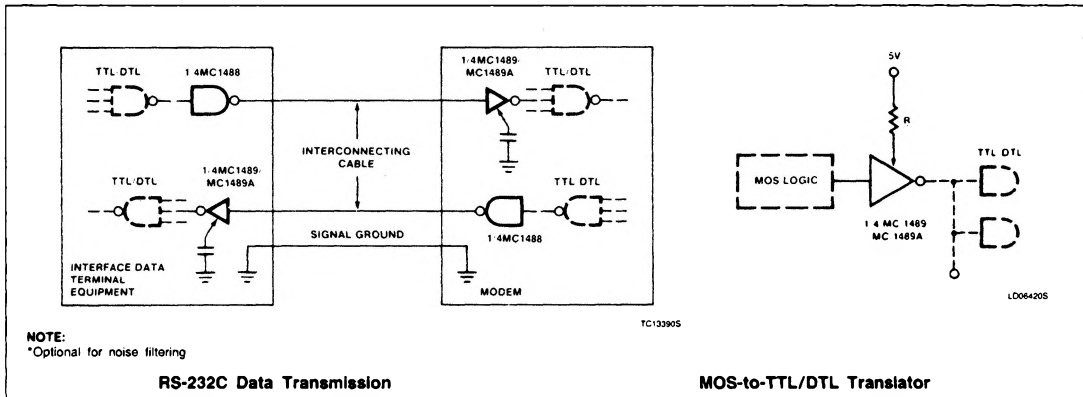 TTL/DTL
1/4MC1488
INTERCONNECTING
CABLE
1/4MC1489/
MC1489A
TTL/DTL
TTL/DTL
1/4MC1489/
MC1489A
SIGNAL GROUND
1/4MC1488
TTL DTL
INTERFACE DATA
TERMINAL
EQUIPMENT
MODEM
TC13390S
NOTE:
*Optional for noise filtering
RS-232C Data Transmission
5V
R
MOS LOGIC
TTL DTL
1 4 MC 1489
MC 1489A
LD06420S
MOS-to-TTL/DTL Translator